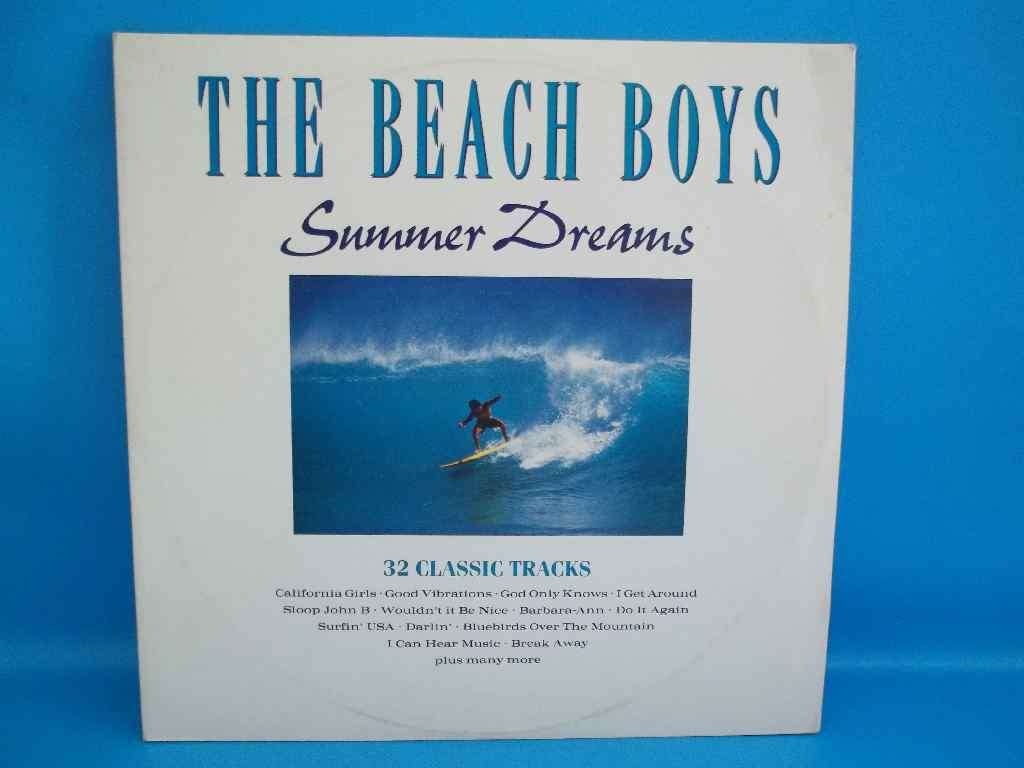 THE BEACH BOYS
Summer Dreams
32 CLASSIC TRACKS
California Girls · Good Vibrations · God Only Knows · I Get Around
Sloop John B · Wouldn't it Be Nice · Barbara-Ann · Do It Again
Surfin' USA · Darlin' · Bluebirds Over The Mountain
I Can Hear Music · Break Away
plus many more